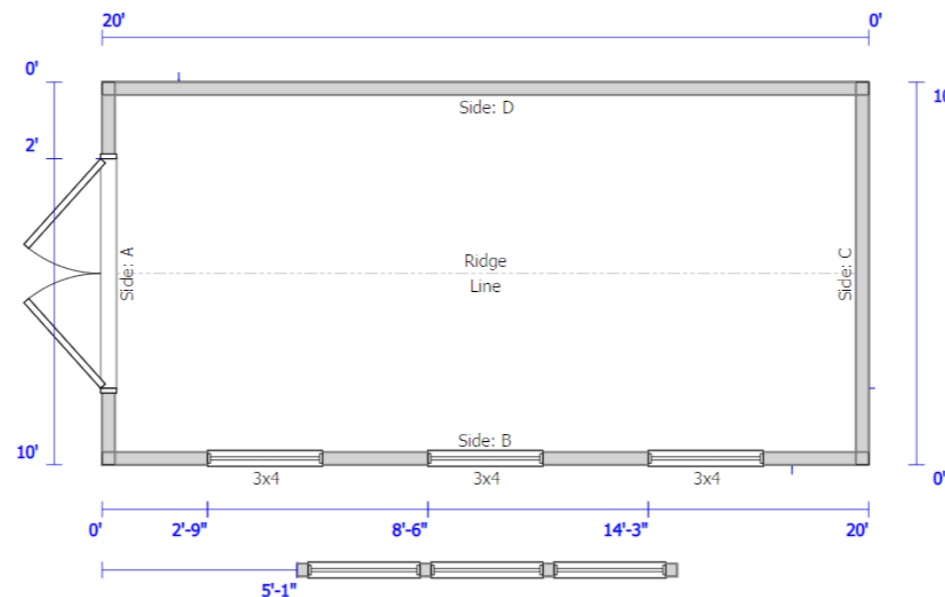 20' 0'
0'
10
Side: D
2'
Side: A
Ridge
Line
Side: C
10'
Side: B
0'
3x4 3x4 3x4
0' 2'-9" 8'-6" 14'-3" 20'
5'-1"